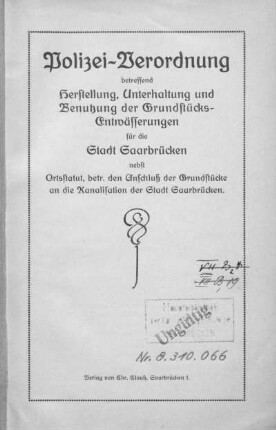 Polizei-Verordnung
betreffend
Herstellung, Unterhaltung und
Benutzung der Grundstücks-
Entwässerungen
für die
Stadt Saarbrücken
nebst
Ortsstatut, betr. den Anschluß der Grundstücke
an die Kanalisation der Stadt Saarbrücken.
Ungültig
Nr. 8.310.066
Verlag von Chr. Clauß, Saarbrücken 1.